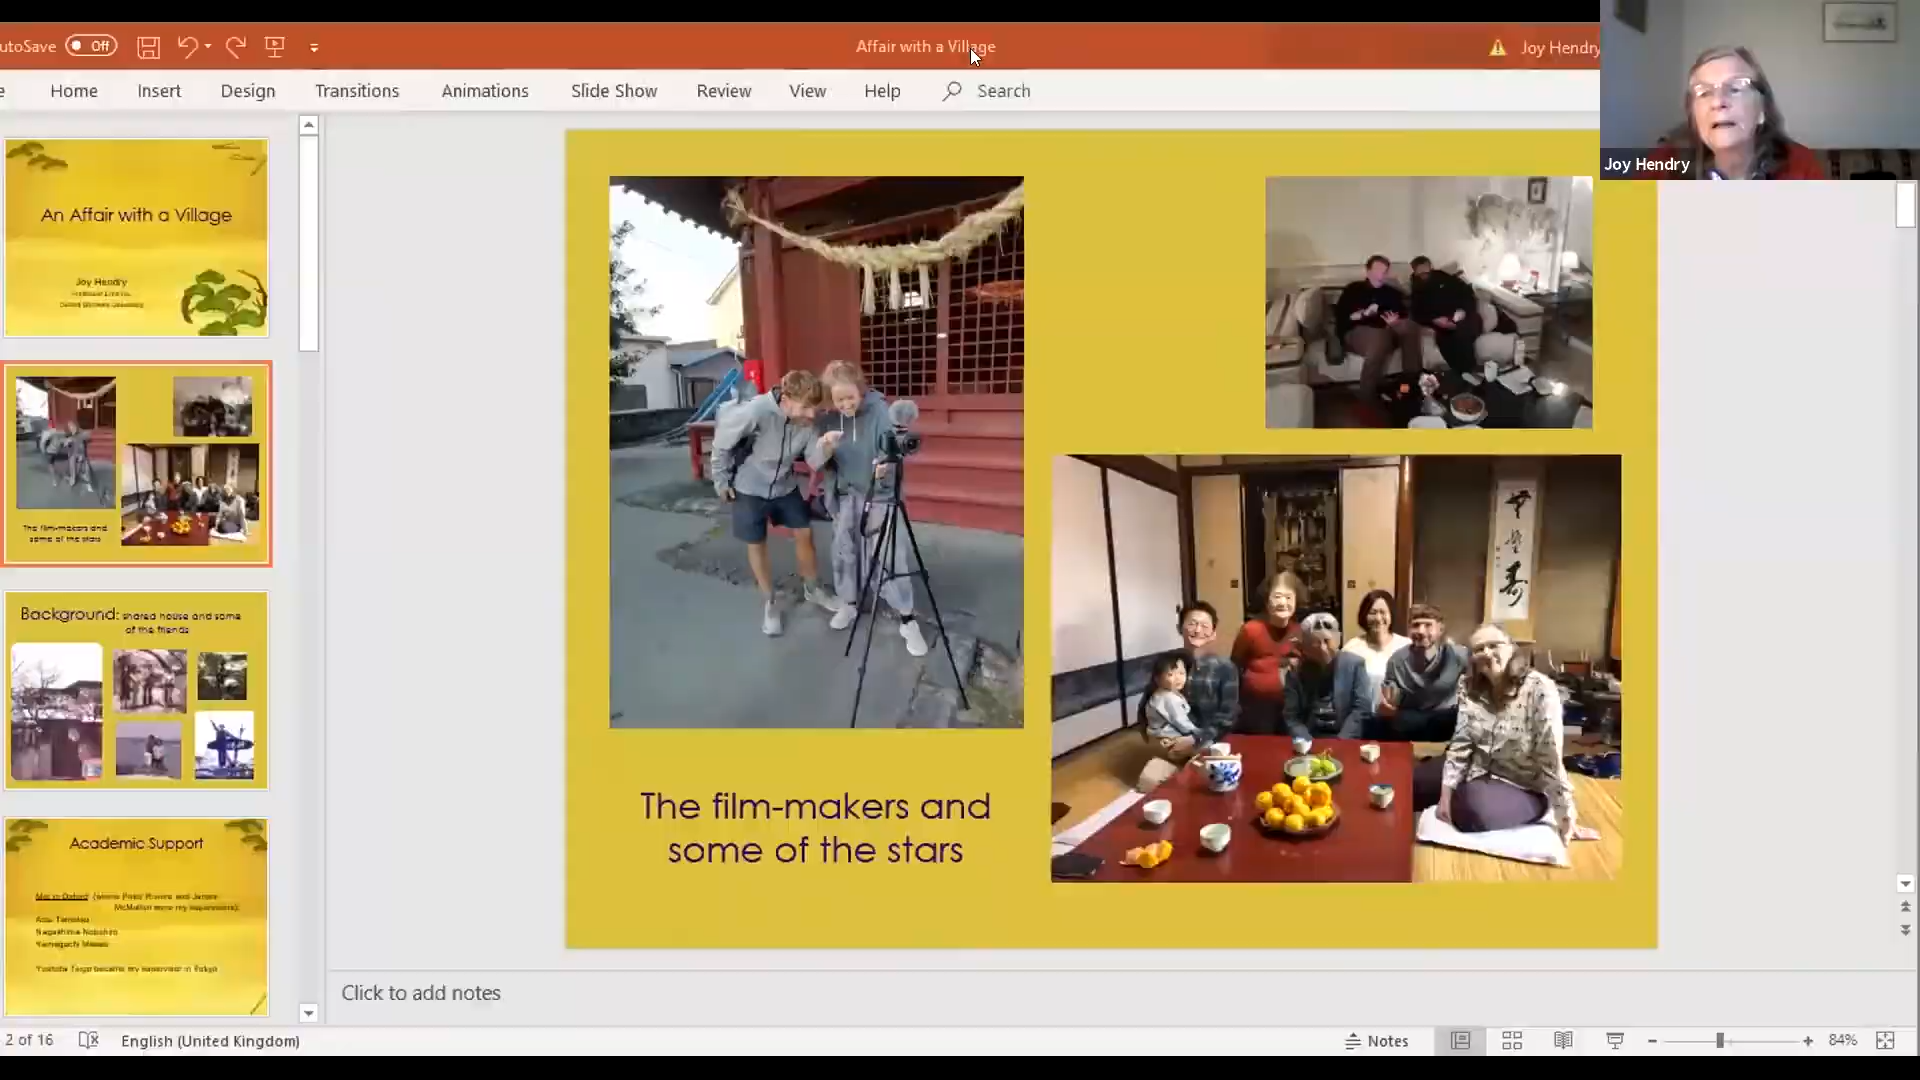 utoSave Off
Affair with a Village
Joy Hendry
e Home Insert Design Transitions Animations Slide Show Review View Help Search
Joy Hendry
An Affair with a Village
Joy Hendry
The film-makers and
some of the stars
Background: shared house and some
of the friends
Academic Support
The film-makers and
some of the stars
Click to add notes
2 of 16 English (United Kingdom) Notes 84%